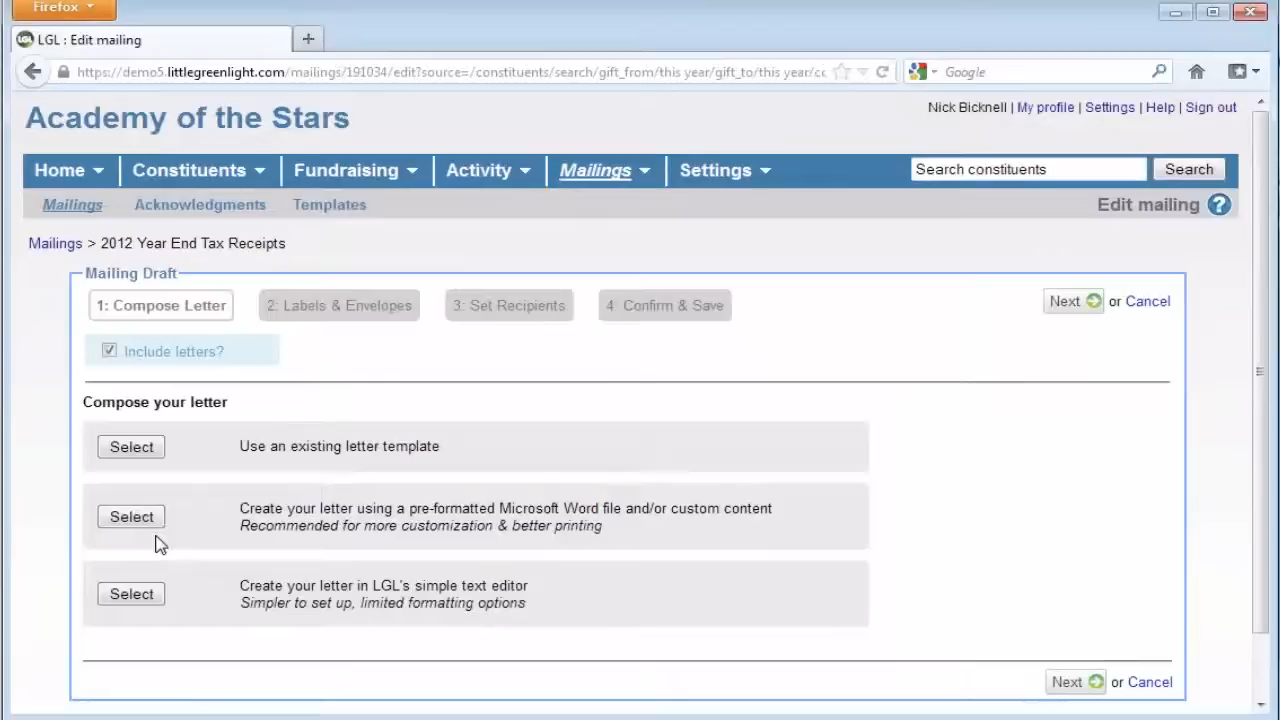 Firefox
LGL : Edit mailing
https://demo5.littlegreenlight.com/mailings/191034/edit?source=/constituents/search/gift_from/this year/gift_to/this year/cc
Google
Nick Bicknell | My profile | Settings | Help | Sign out
Academy of the Stars
Home Constituents Fundraising Activity Mailings Settings Search constituents Search
Mailings Acknowledgments Templates Edit mailing ?
Mailings > 2012 Year End Tax Receipts
Mailing Draft
1: Compose Letter 2: Labels & Envelopes 3: Set Recipients 4: Confirm & Save Next or Cancel
Include letters?
Compose your letter
Select Use an existing letter template
Select Create your letter using a pre-formatted Microsoft Word file and/or custom content
Recommended for more customization & better printing
Select Create your letter in LGL's simple text editor
Simpler to set up, limited formatting options
Next or Cancel